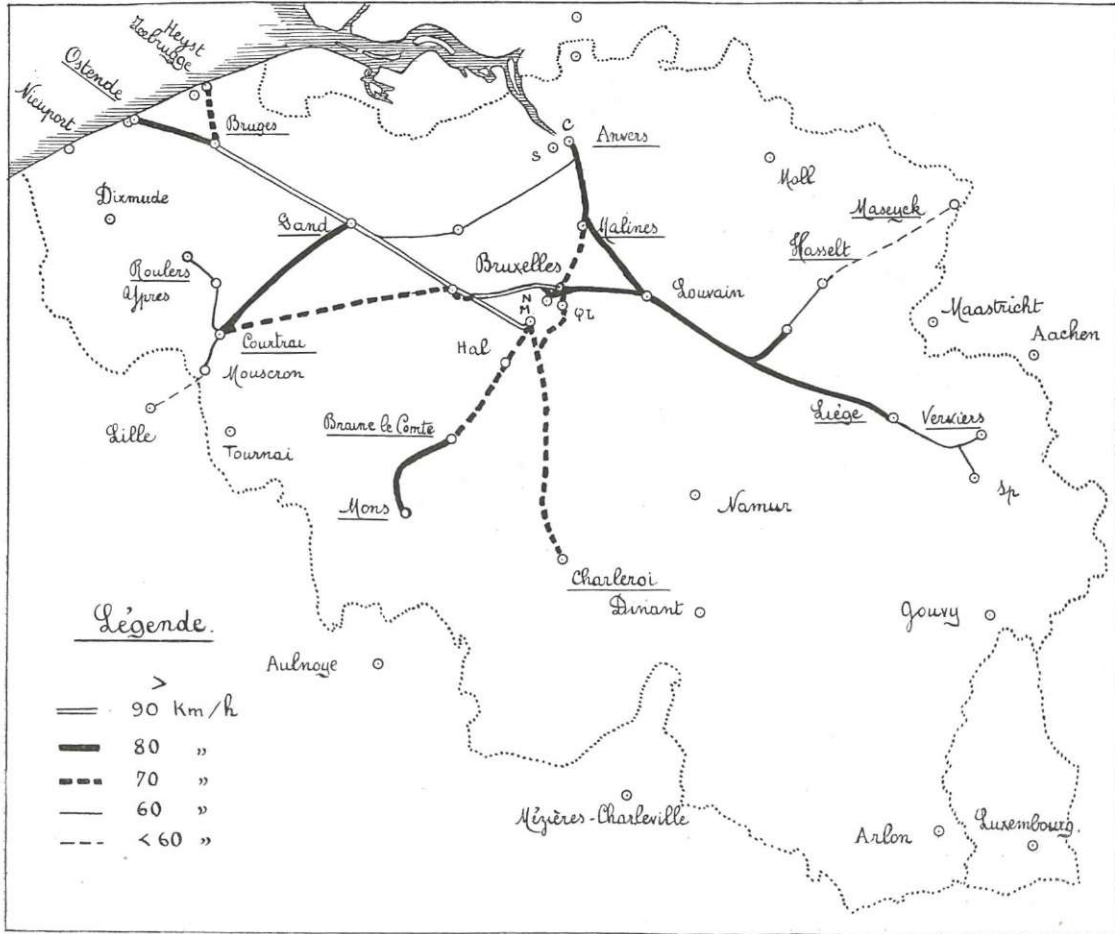 Heyst
Zeebrugge
Ostende
Nieuport
Bruges
C
S
Anvers
Moll
Dixmude
Gand
Malines
Maseyck
Hasselt
Roulers
Ypres
Bruxelles
Louvain
N
M
QL
Maastricht
Aachen
Courtrai
Hal
Mouscron
Lille
Tournai
Braine le Comte
Liège
Verviers
Sp
Mons
Namur
Charleroi
Dinant
Gouvy
Légende.
Aulnoye
>
90 Km/h
80 „
70 „
60 „
< 60 „
Mézières-Charleville
Arlon
Luxembourg.